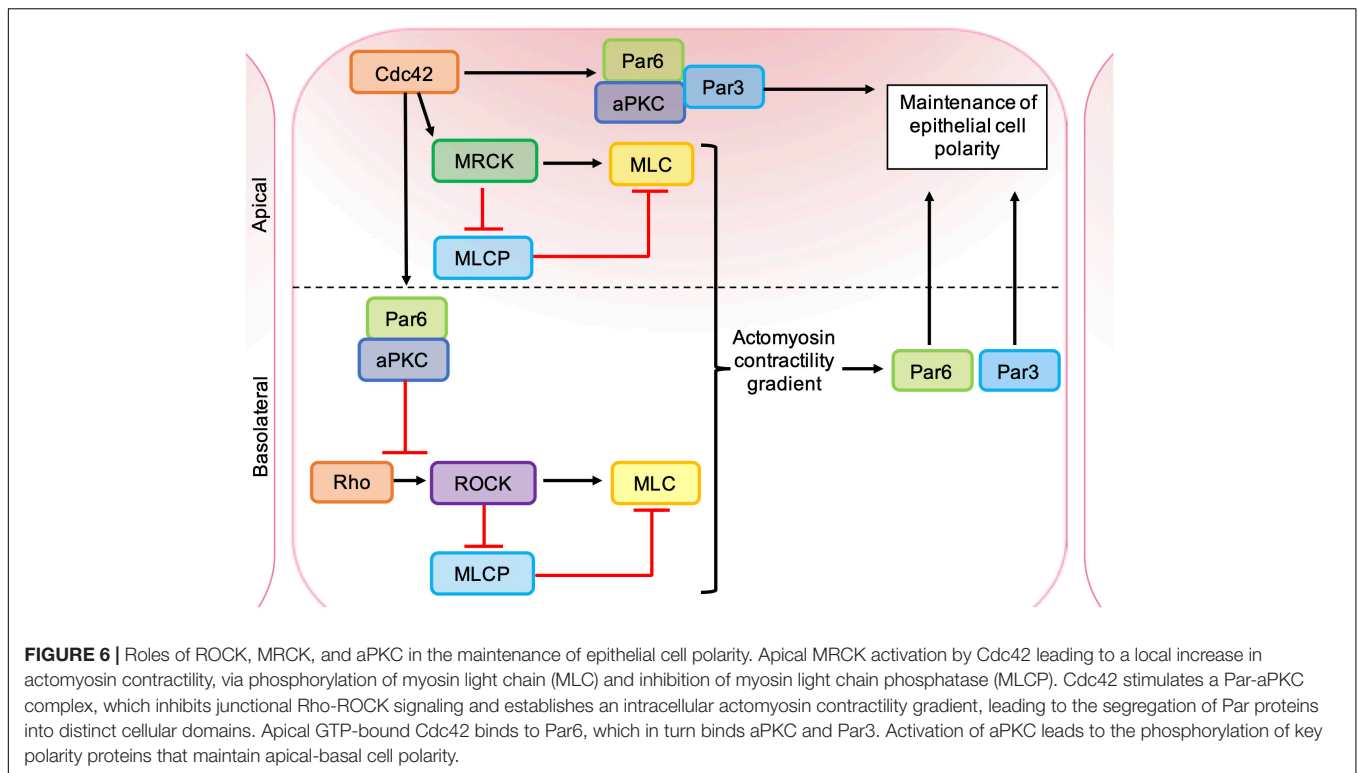 Cdc42
Par6
aPKC
Par3
Maintenance of
epithelial cell
polarity
MRCK
MLC
MLCP
Apical
Par6
aPKC
Actomyosin
contractility
gradient
Par6
Par3
Basolateral
Rho
ROCK
MLC
MLCP
FIGURE 6 | Roles of ROCK, MRCK, and aPKC in the maintenance of epithelial cell polarity. Apical MRCK activation by Cdc42 leading to a local increase in
actomyosin contractility, via phosphorylation of myosin light chain (MLC) and inhibition of myosin light chain phosphatase (MLCP). Cdc42 stimulates a Par-aPKC
complex, which inhibits junctional Rho-ROCK signaling and establishes an intracellular actomyosin contractility gradient, leading to the segregation of Par proteins
into distinct cellular domains. Apical GTP-bound Cdc42 binds to Par6, which in turn binds aPKC and Par3. Activation of aPKC leads to the phosphorylation of key
polarity proteins that maintain apical-basal cell polarity.